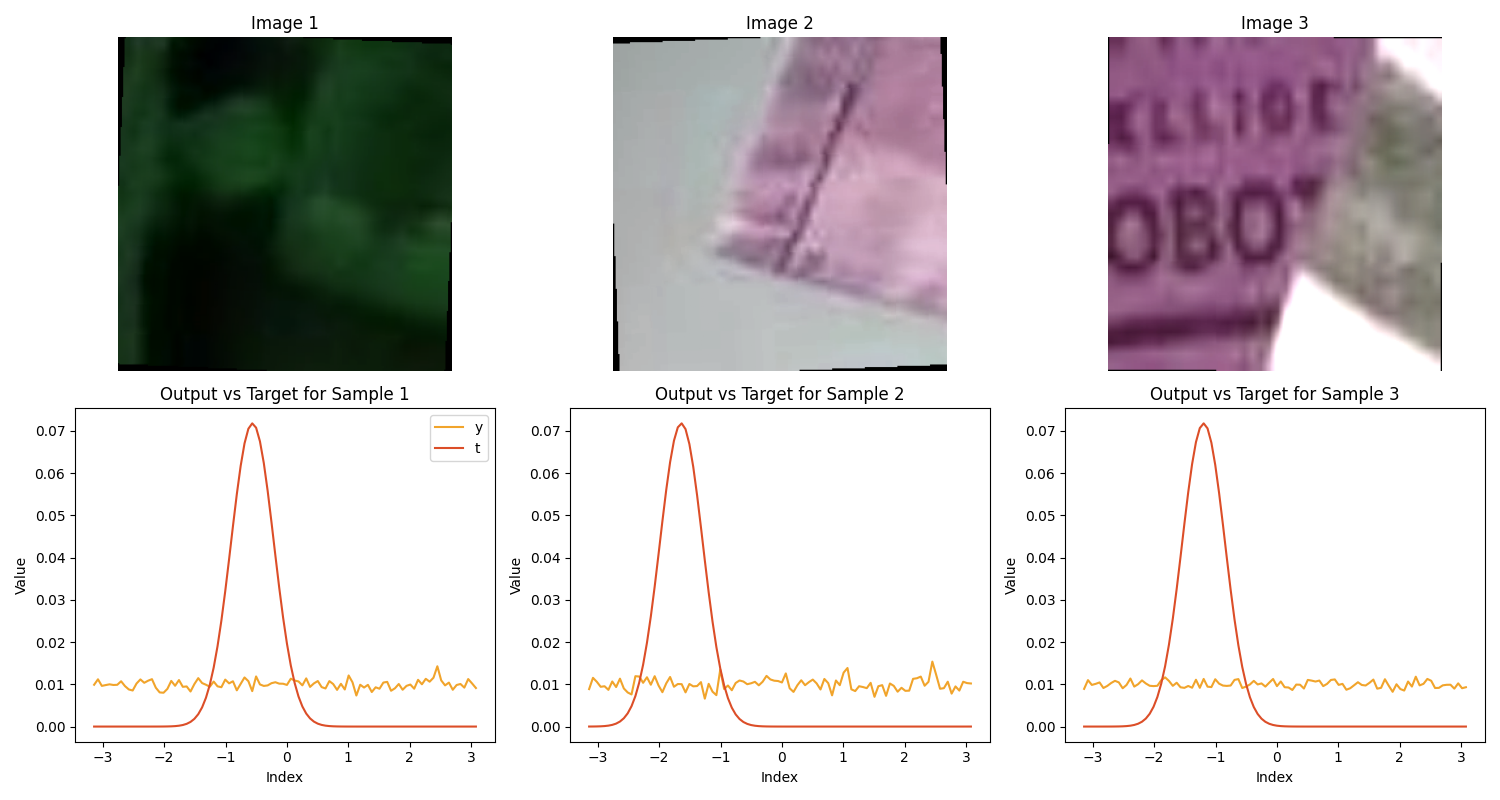 Image 1
Image 2
Image 3
ELLIGE
OBOT
Output vs Target for Sample 1
Output vs Target for Sample 2
Output vs Target for Sample 3
y
t
Value
0.07
0.06
0.05
0.04
0.03
0.02
0.01
0.00
−3 −2 −1 0 1 2 3
Index
Value
0.07
0.06
0.05
0.04
0.03
0.02
0.01
0.00
−3 −2 −1 0 1 2 3
Index
Value
0.07
0.06
0.05
0.04
0.03
0.02
0.01
0.00
−3 −2 −1 0 1 2 3
Index